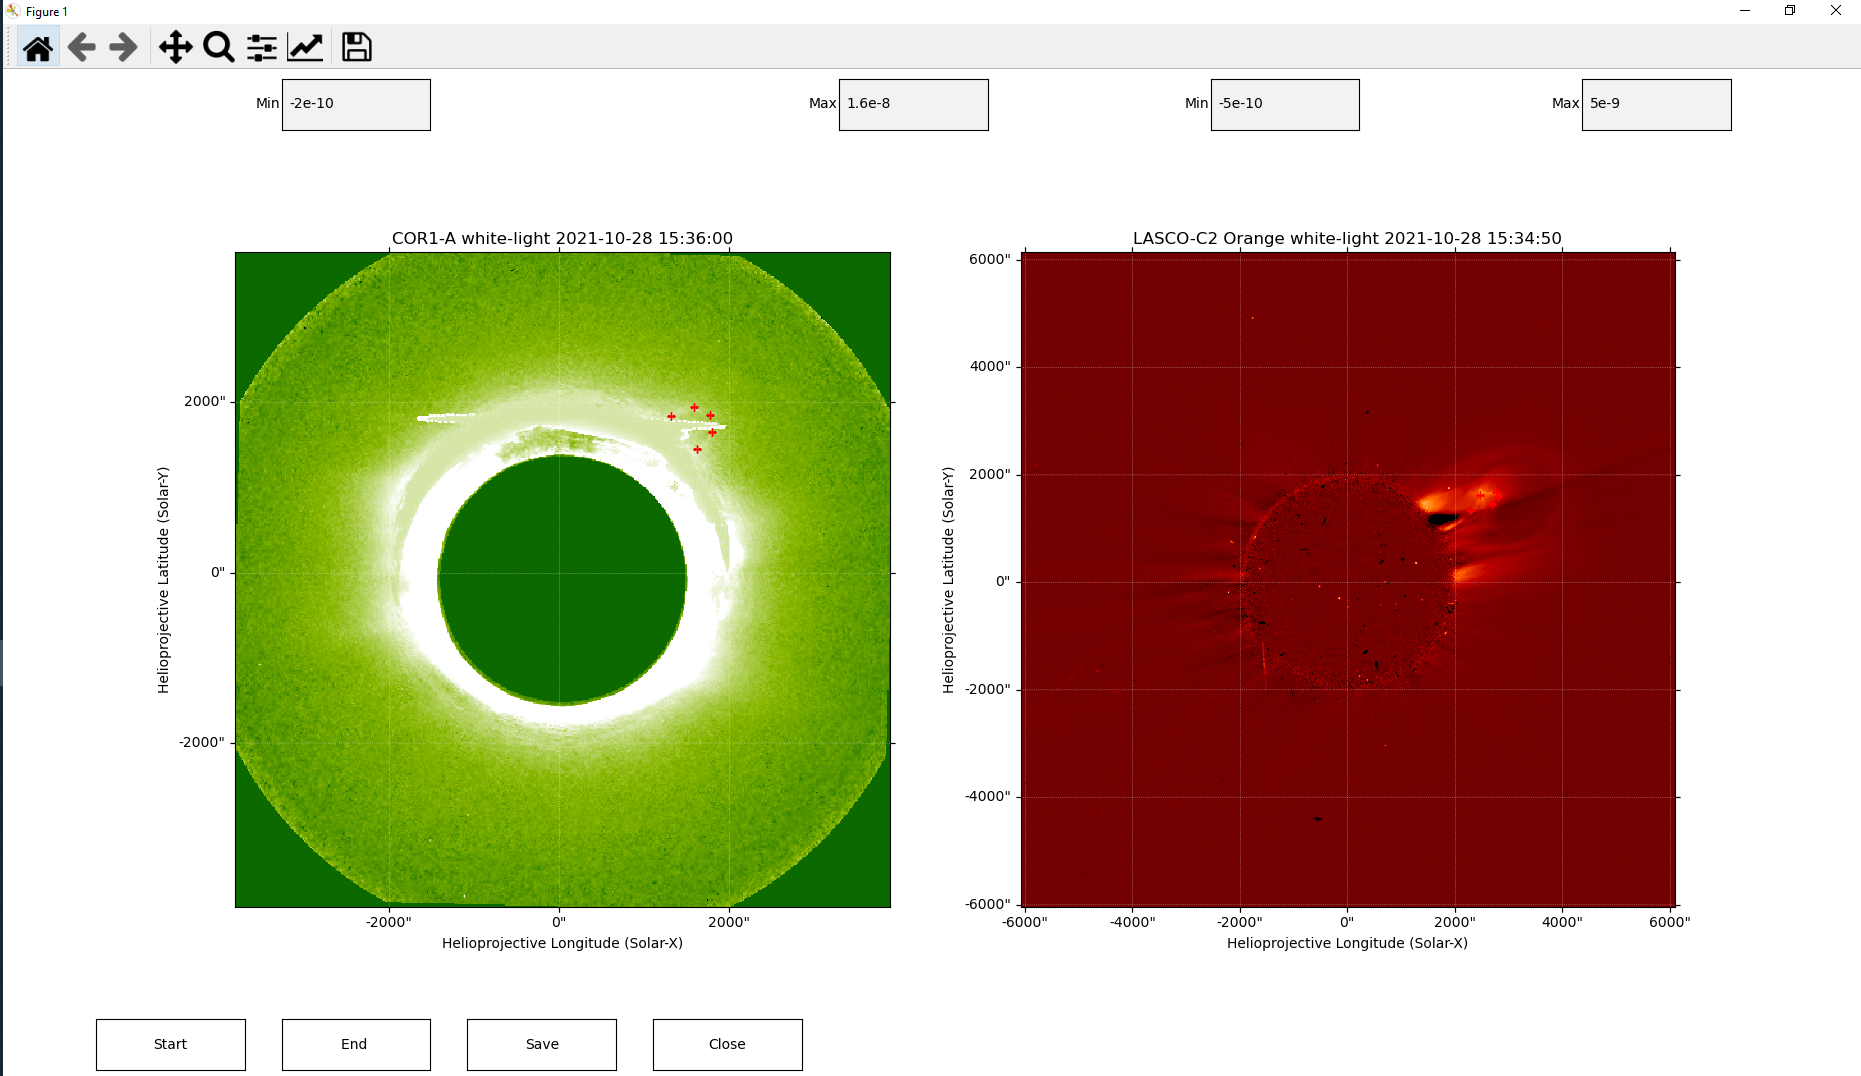 Figure 1
Min -2e-10
Max 1.6e-8
Min -5e-10
Max 5e-9
COR1-A white-light 2021-10-28 15:36:00
2000"
0"
-2000"
Helioprojective Latitude (Solar-Y)
-2000" 0" 2000"
Helioprojective Longitude (Solar-X)
LASCO-C2 Orange white-light 2021-10-28 15:34:50
6000"
4000"
2000"
0"
-2000"
-4000"
-6000"
Helioprojective Latitude (Solar-Y)
-6000" -4000" -2000" 0" 2000" 4000" 6000"
Helioprojective Longitude (Solar-X)
Start
End
Save
Close